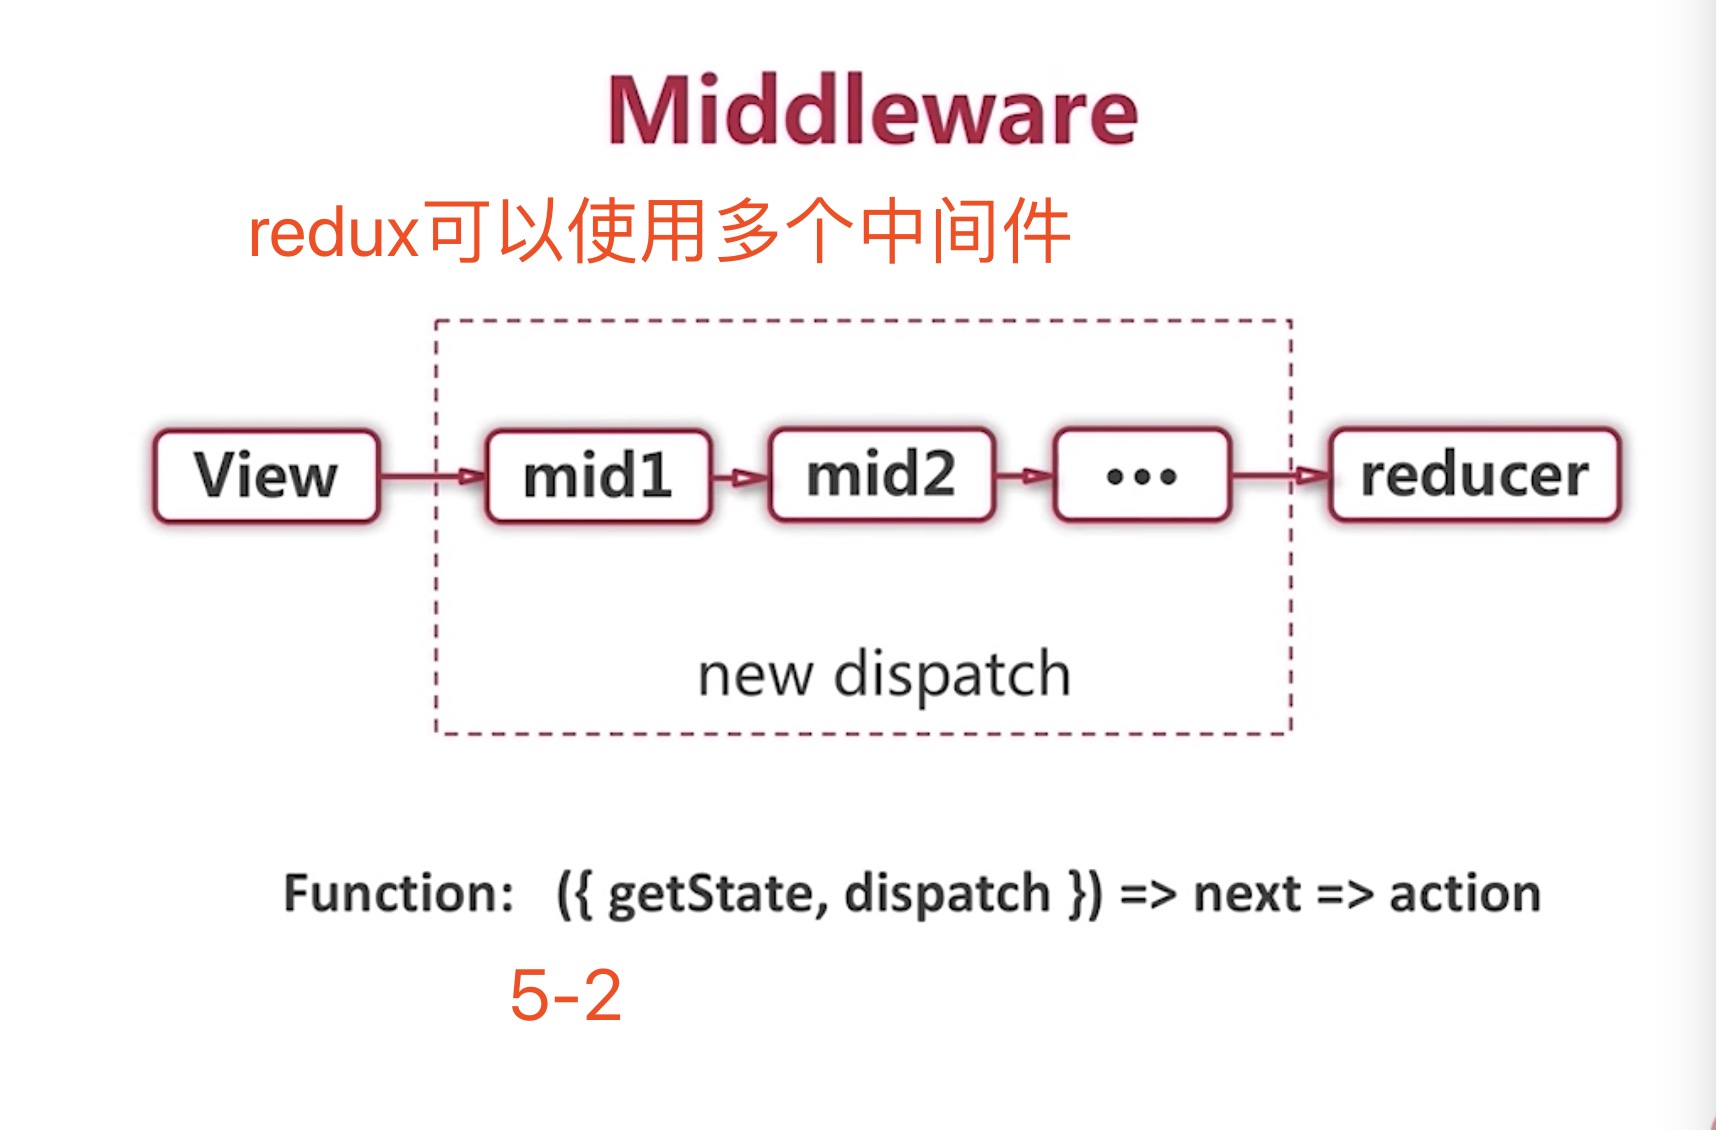 Middleware
redux可以使用多个中间件
View mid1 mid2 ••• reducer
new dispatch
Function: ({ getState, dispatch }) => next => action
5-2